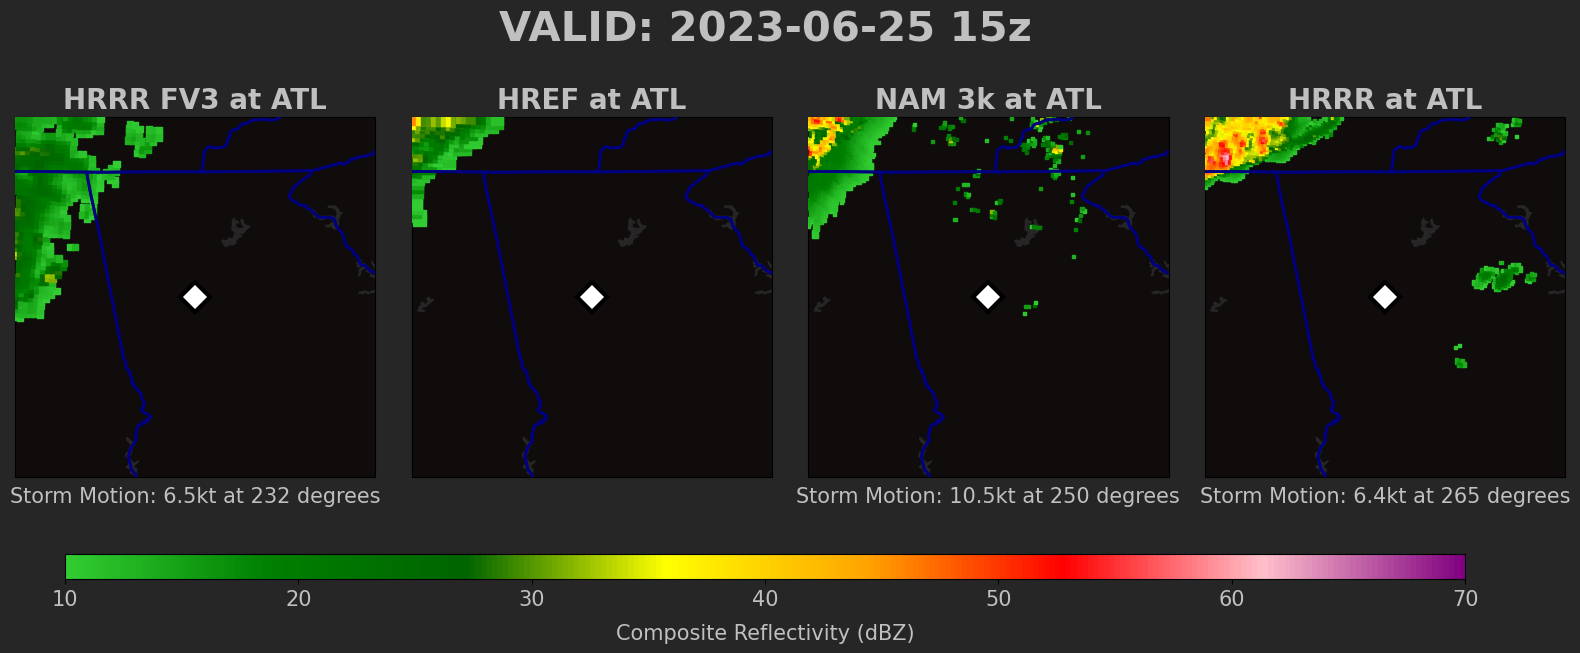 VALID: 2023-06-25 15z
HRRR FV3 at ATL
HREF at ATL
NAM 3k at ATL
HRRR at ATL
Storm Motion: 6.5kt at 232 degrees
Storm Motion: 10.5kt at 250 degrees
Storm Motion: 6.4kt at 265 degrees
10 20 30 40 50 60 70
Composite Reflectivity (dBZ)